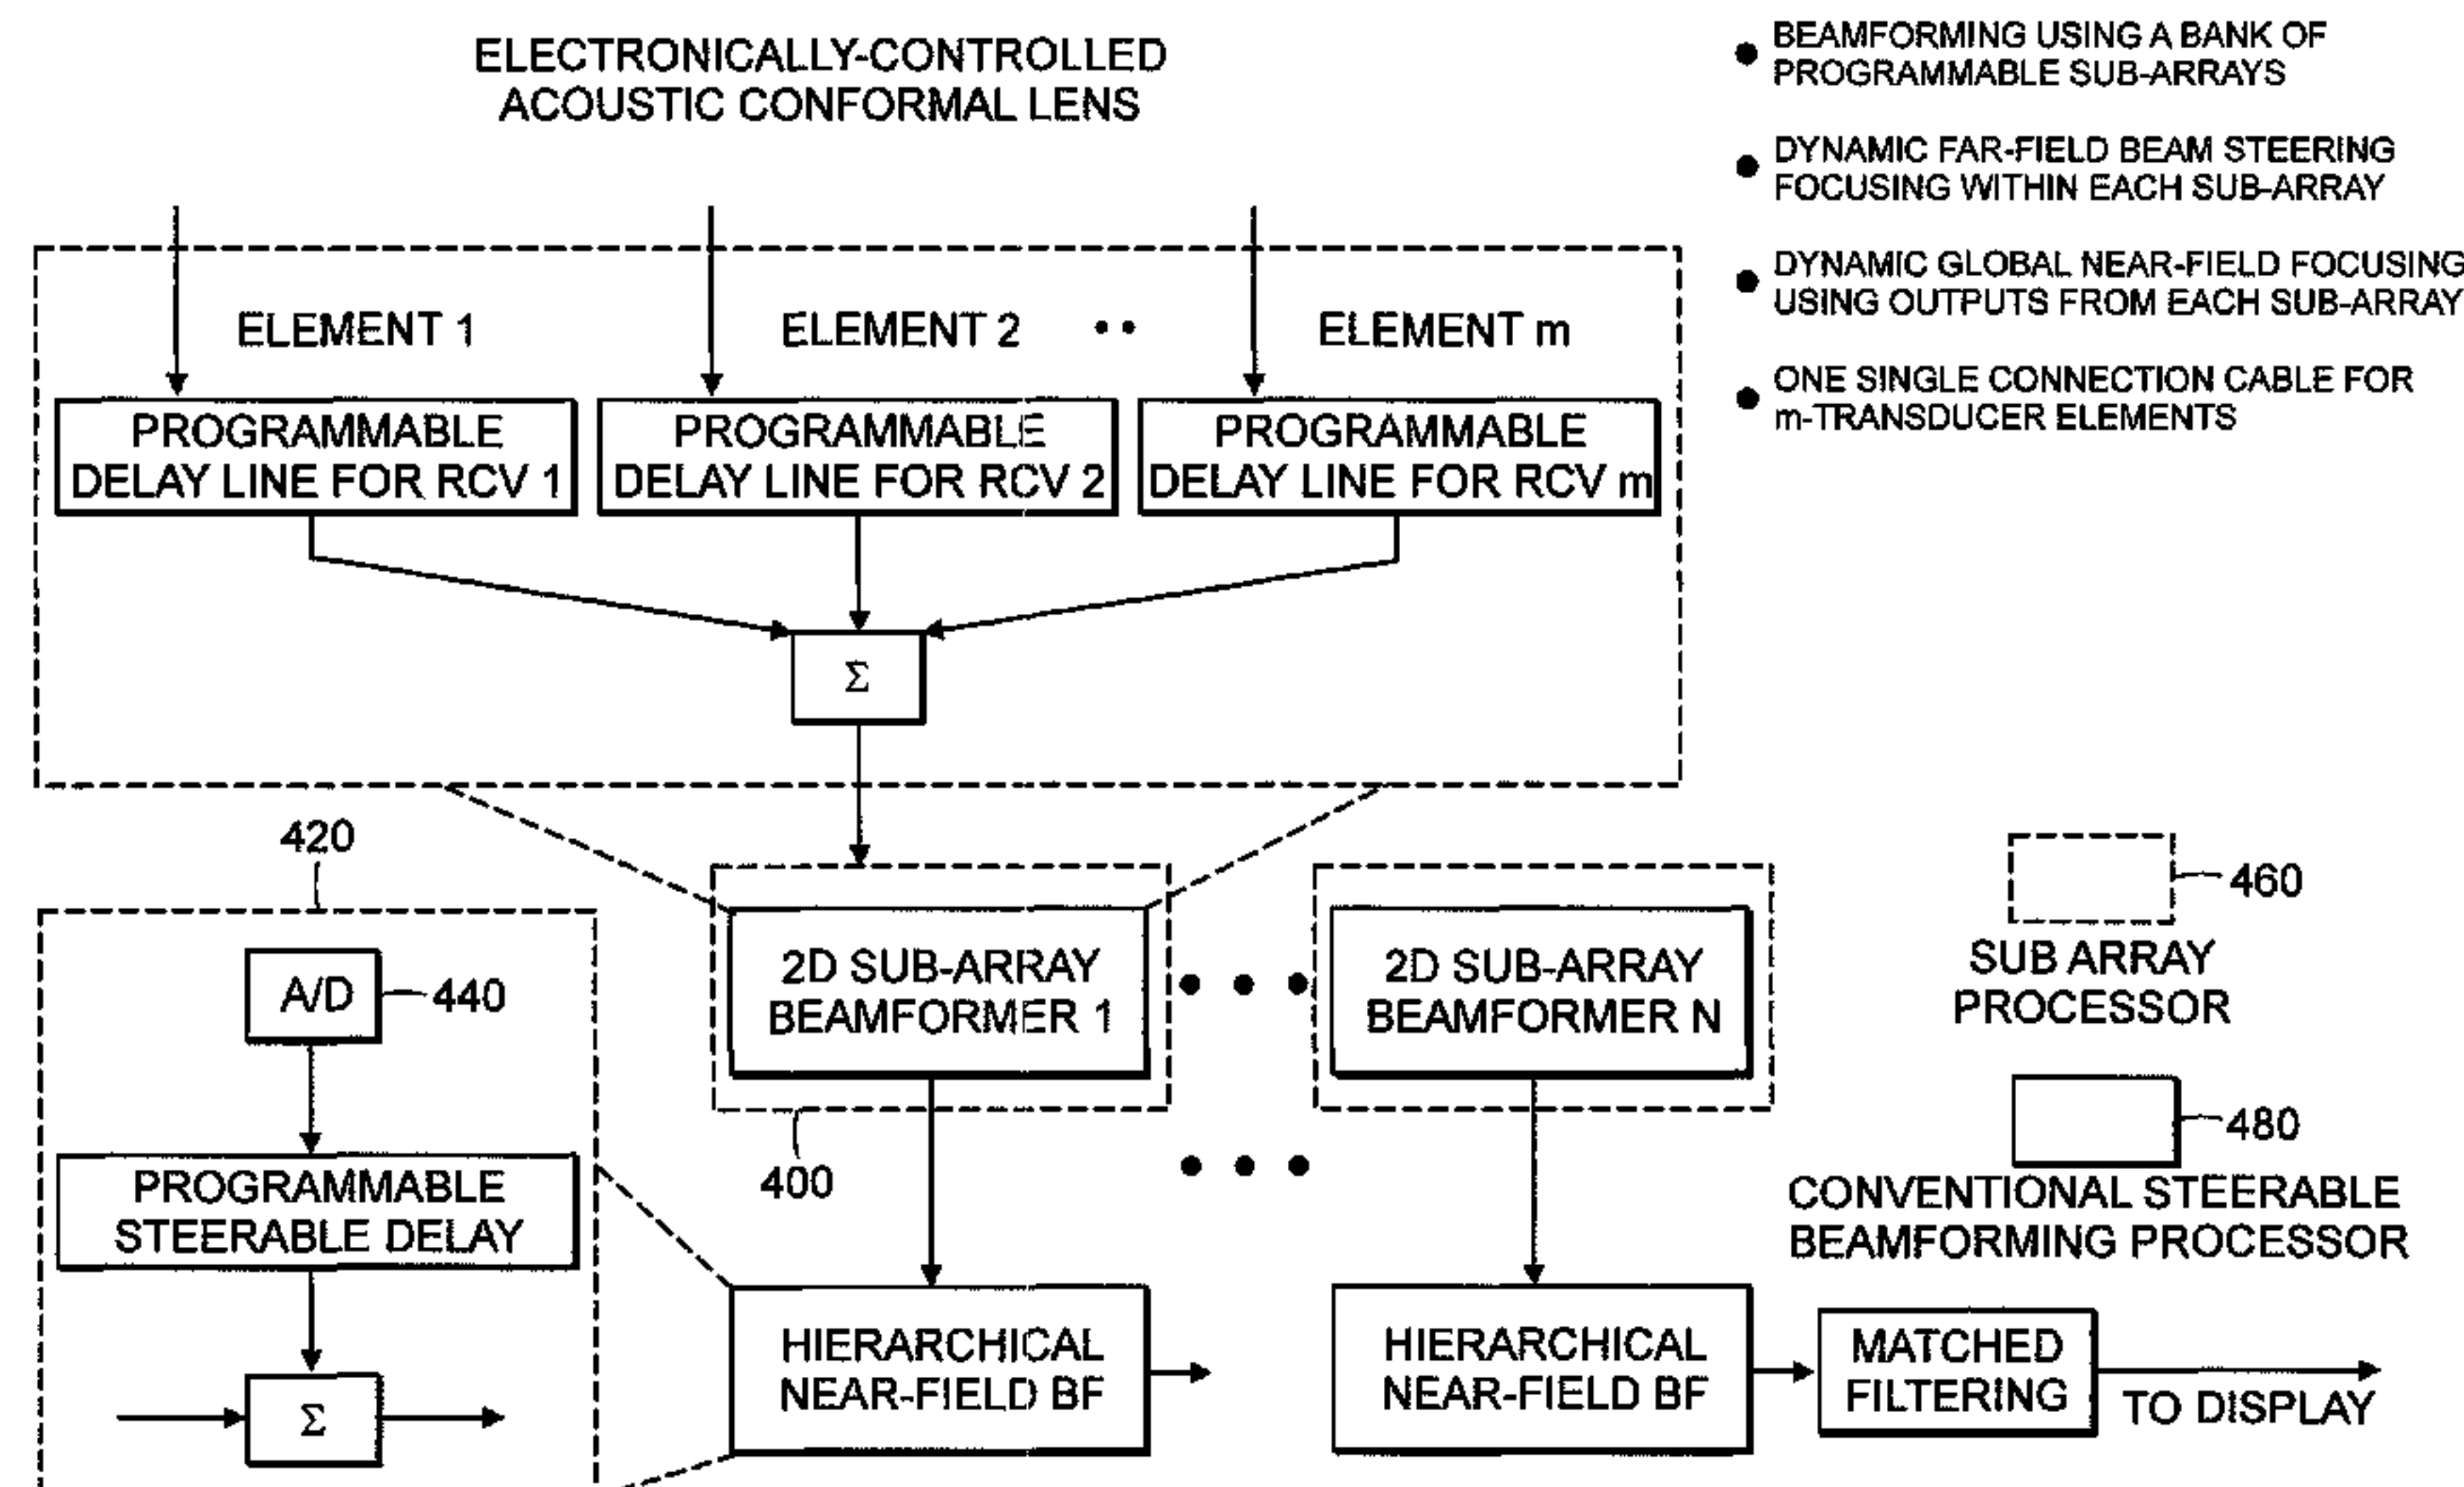 ELECTRONICALLY-CONTROLLED
ACOUSTIC CONFORMAL LENS
● BEAMFORMING USING A BANK OF
PROGRAMMABLE SUB-ARRAYS
● DYNAMIC FAR-FIELD BEAM STEERING
FOCUSING WITHIN EACH SUB-ARRAY
● DYNAMIC GLOBAL NEAR-FIELD FOCUSING
USING OUTPUTS FROM EACH SUB-ARRAY
● ONE SINGLE CONNECTION CABLE FOR
m-TRANSDUCER ELEMENTS
ELEMENT 1
ELEMENT 2
• •
ELEMENT m
PROGRAMMABLE
DELAY LINE FOR RCV 1
PROGRAMMABLE
DELAY LINE FOR RCV 2
PROGRAMMABLE
DELAY LINE FOR RCV m
Σ
420
A/D
440
PROGRAMMABLE
STEERABLE DELAY
Σ
2D SUB-ARRAY
BEAMFORMER 1
● ● ●
2D SUB-ARRAY
BEAMFORMER N
400
● ● ●
460
SUB ARRAY
PROCESSOR
480
CONVENTIONAL STEERABLE
BEAMFORMING PROCESSOR
HIERARCHICAL
NEAR-FIELD BF
HIERARCHICAL
NEAR-FIELD BF
MATCHED
FILTERING
TO DISPLAY